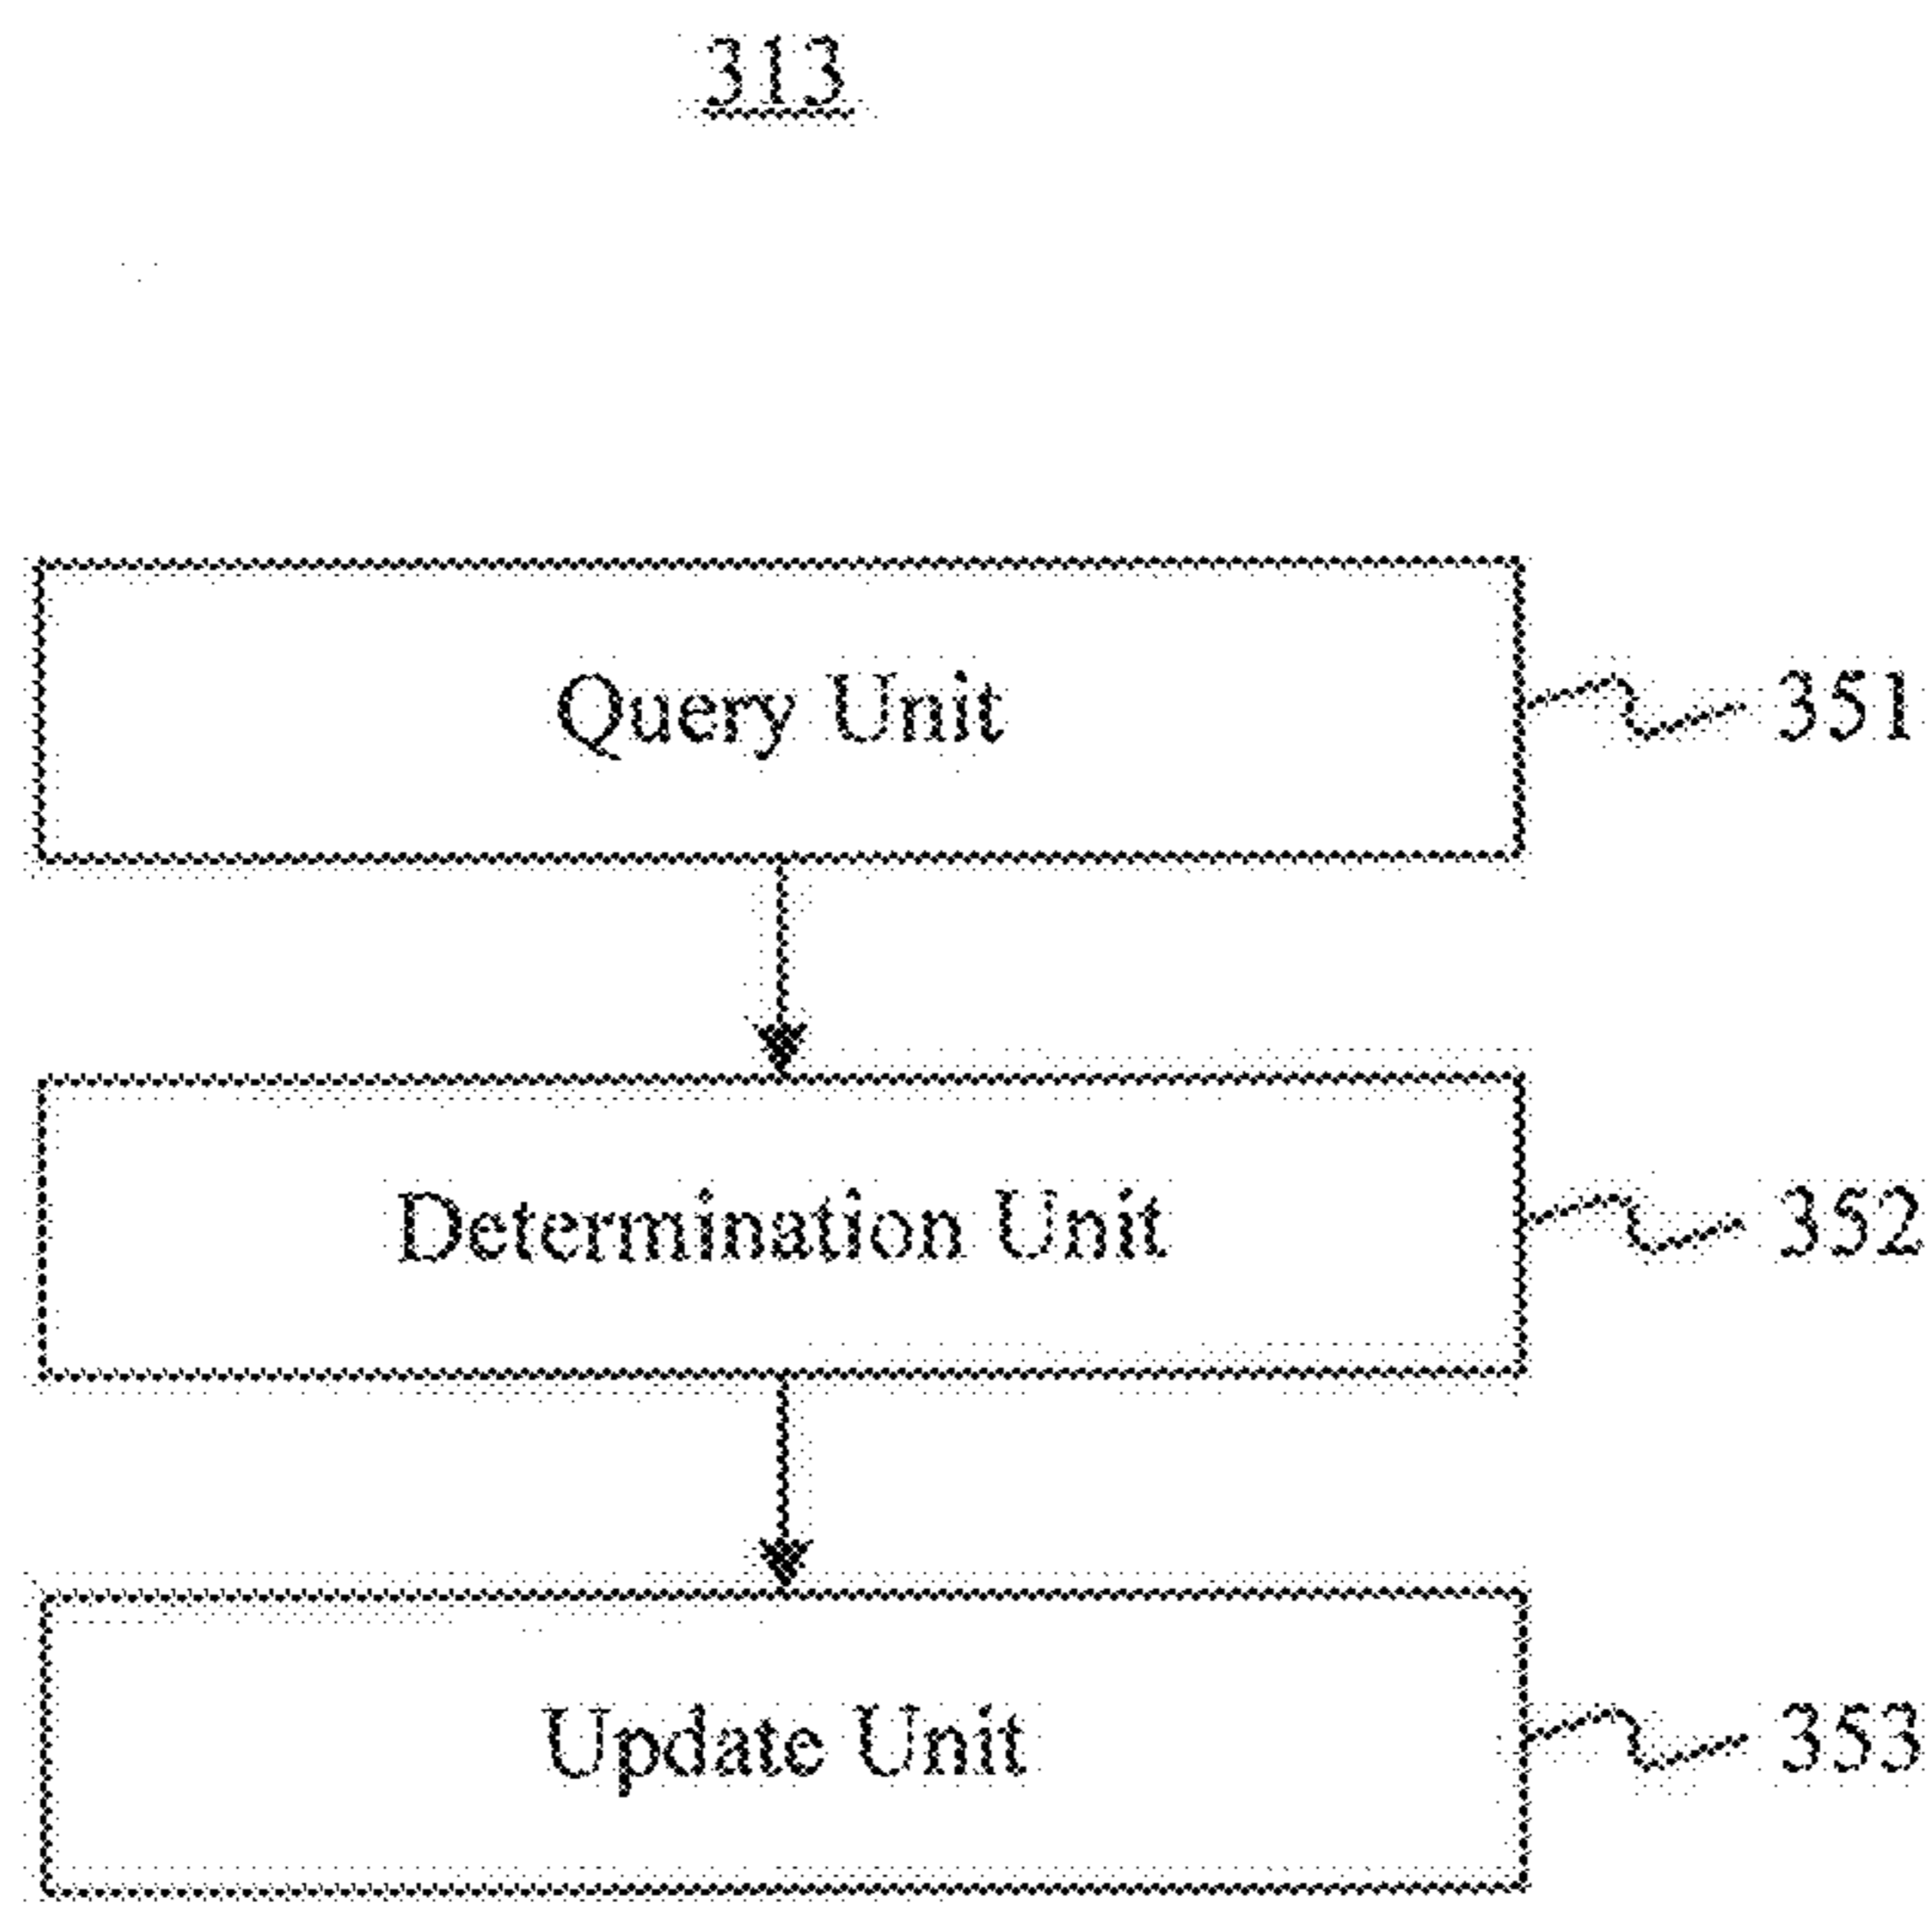 313
Query Unit
351
Determination Unit
352
Update Unit
353